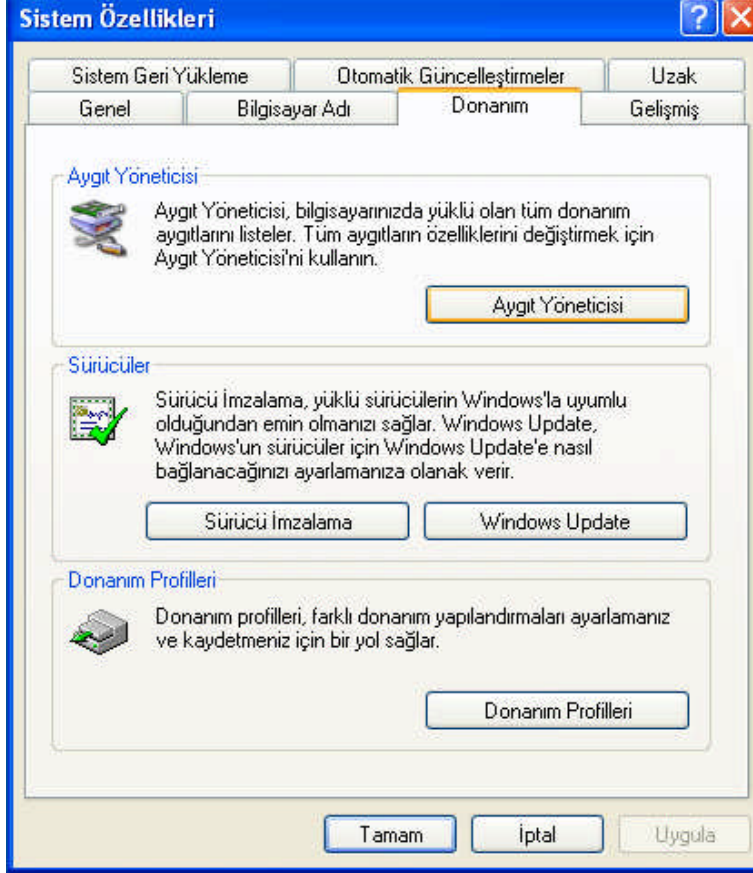 Sistem Özellikleri
Sistem Geri Yükleme
Otomatik Güncelleştirmeler
Uzak
Genel
Bilgisayar Adı
Donanım
Gelişmiş
Aygıt Yöneticisi
Aygıt Yöneticisi, bilgisayarınızda yüklü olan tüm donanım
aygıtlarını listeler. Tüm aygıtların özelliklerini değiştirmek için
Aygıt Yöneticisi'ni kullanın.
Aygıt Yöneticisi
Sürücüler
Sürücü İmzalama, yüklü sürücülerin Windows'la uyumlu
olduğundan emin olmanızı sağlar. Windows Update,
Windows'un sürücüler için Windows Update'e nasıl
bağlanacağınızı ayarlamanıza olanak verir.
Sürücü İmzalama
Windows Update
Donanım Profilleri
Donanım profilleri, farklı donanım yapılandırmaları ayarlamanız
ve kaydetmeniz için bir yol sağlar.
Donanım Profilleri
Tamam
İptal
Uygula